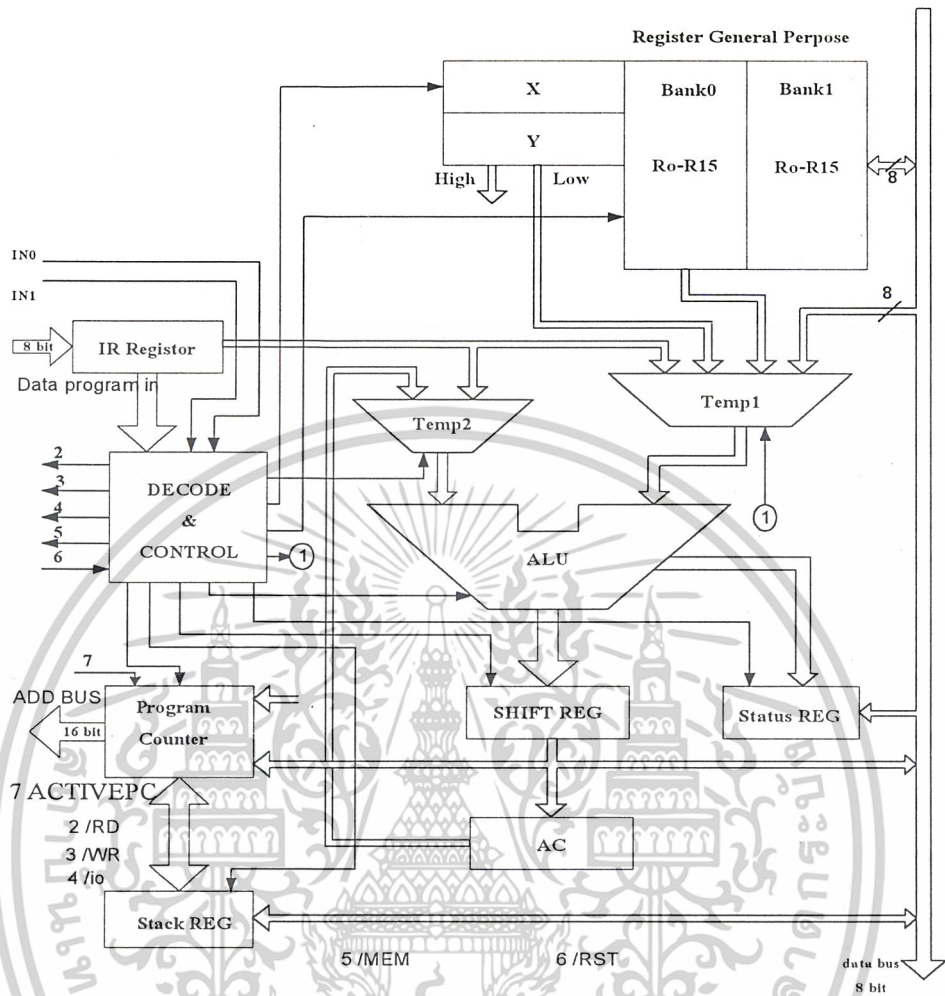 Register General Perpose
X
Bank0
Bank1
Y
Ro-R15
Ro-R15
High
Low
8
IN0
IN1
8
8 bit
IR Registor
Data program in
Temp2
Temp1
2
3
4
5
6
DECODE
&
CONTROL
1
1
ALU
7
ADD BUS
16 bit
Program
Counter
SHIFT REG
Status REG
7 ACTIVEPC
2 /RD
3 /WR
4 /io
AC
Stack REG
5 /MEM
6 /RST
data bus
8 bit